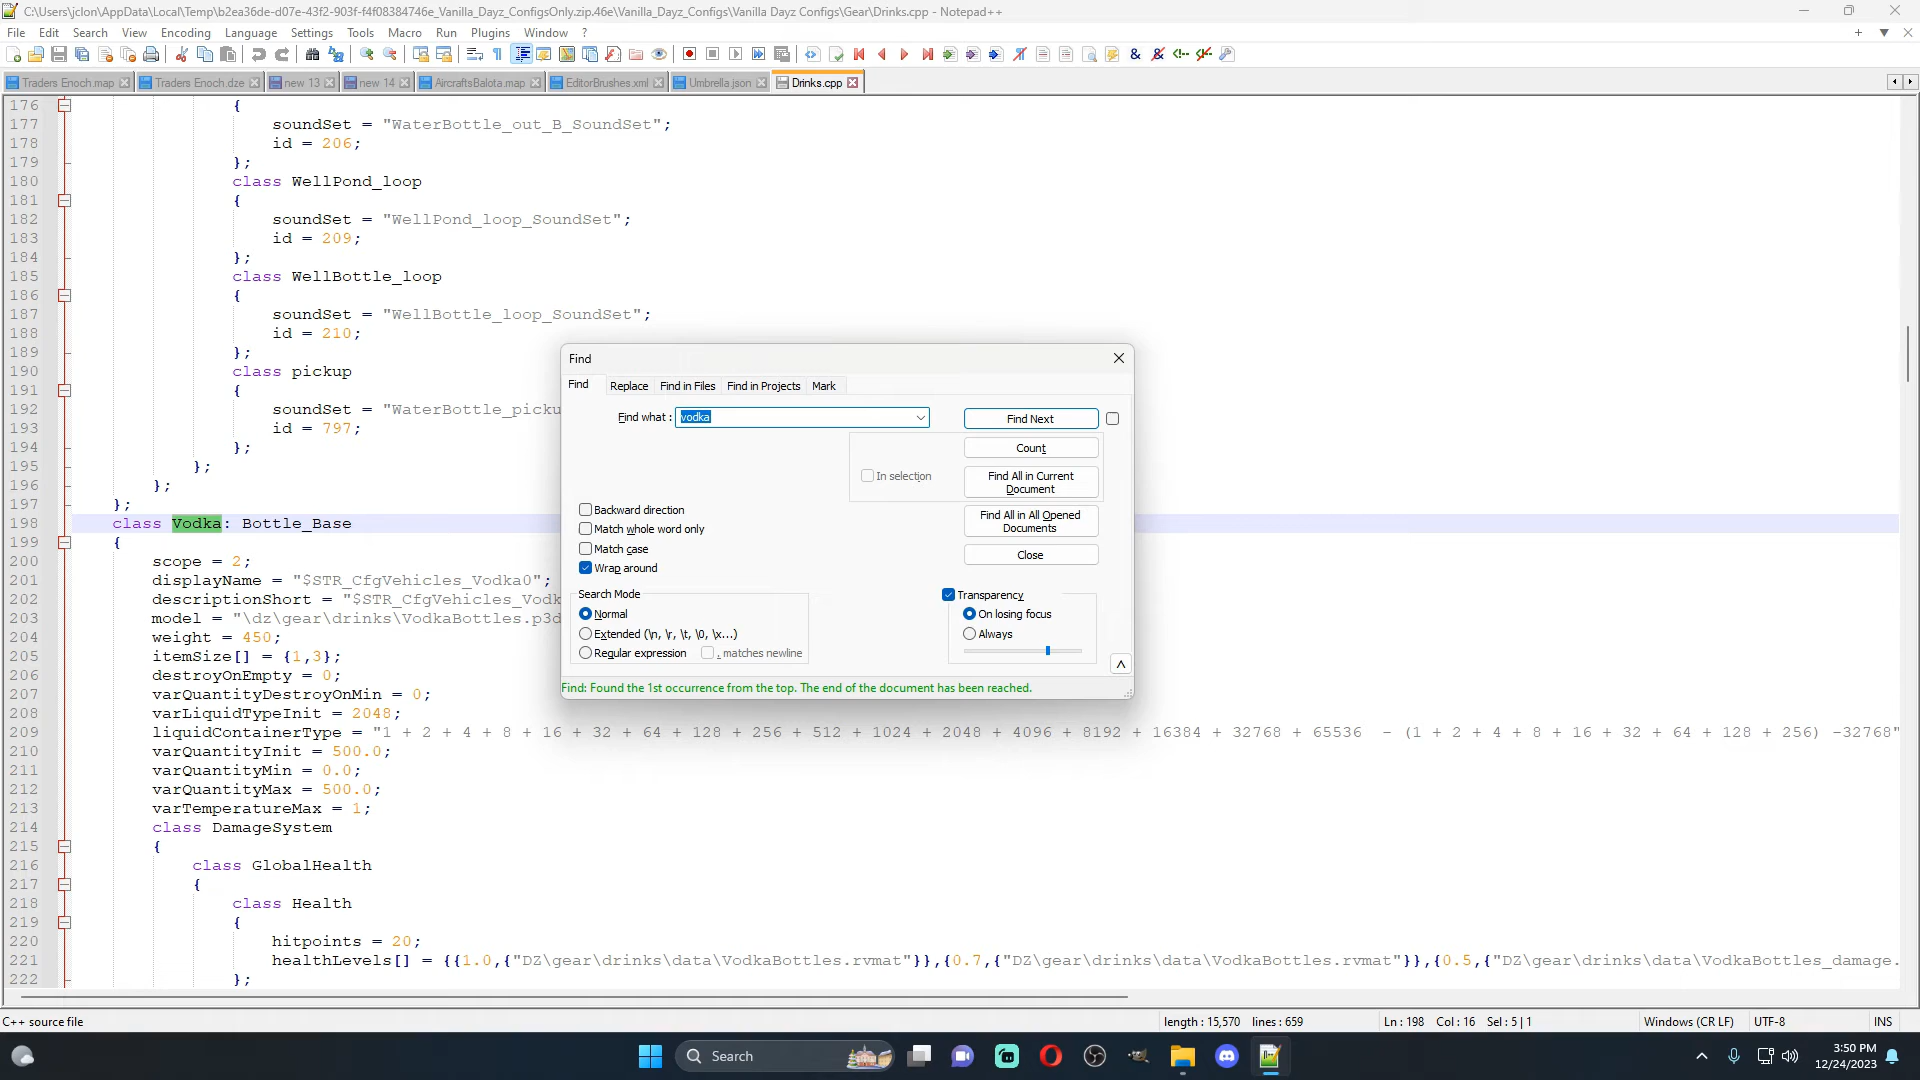 C:\Users\jclon\AppData\Local\Temp\b2ea36de-d07e-43f2-903f-f4f08384746e_Vanilla_Dayz_ConfigsOnly.zip.46e\Vanilla_Dayz_Configs\Vanilla Dayz Configs\Gear\Drinks.cpp - Notepad++
File Edit Search View Encoding Language Settings Tools Macro Run Plugins Window ?
Traders Enoch.map Traders Enoch.dze new 13 new 14 AircraftsBalota.map EditorBrushes.xml Umbrella.json Drinks.cpp
176 {
177 soundSet = "WaterBottle_out_B_SoundSet";
178 id = 206;
179 };
180 class WellPond_loop
181 {
182 soundSet = "WellPond_loop_SoundSet";
183 id = 209;
184 };
185 class WellBottle_loop
186 {
187 soundSet = "WellBottle_loop_SoundSet";
188 id = 210;
189 };
190 class pickup
191 {
192 soundSet = "WaterBottle_picku
193 id = 797;
194 };
195 };
196 };
197 };
198 class Vodka: Bottle_Base
199 {
200 scope = 2;
201 displayName = "$STR_CfgVehicles_Vodka0";
202 descriptionShort = "$STR_CfgVehicles_Vodk
203 model = "\dz\gear\drinks\VodkaBottles.p3d
204 weight = 450;
205 itemSize[] = {1,3};
206 destroyOnEmpty = 0;
207 varQuantityDestroyOnMin = 0;
208 varLiquidTypeInit = 2048;
209 liquidContainerType = "1 + 2 + 4 + 8 + 16 + 32 + 64 + 128 + 256 + 512 + 1024 + 2048 + 4096 + 8192 + 16384 + 32768 + 65536 - (1 + 2 + 4 + 8 + 16 + 32 + 64 + 128 + 256) -32768"
210 varQuantityInit = 500.0;
211 varQuantityMin = 0.0;
212 varQuantityMax = 500.0;
213 varTemperatureMax = 1;
214 class DamageSystem
215 {
216 class GlobalHealth
217 {
218 class Health
219 {
220 hitpoints = 20;
221 healthLevels[] = {{1.0,{"DZ\gear\drinks\data\VodkaBottles.rvmat"}},{0.7,{"DZ\gear\drinks\data\VodkaBottles.rvmat"}},{0.5,{"DZ\gear\drinks\data\VodkaBottles_damage.
222 };
Find
Find Replace Find in Files Find in Projects Mark
Find what : vodka Find Next
Count
In selection Find All in Current Document
Backward direction
Find All in All Opened Documents
Match whole word only
Match case Close
Wrap around
Search Mode Transparency
Normal On losing focus
Extended (\n, \r, \t, \0, \x...) Always
Regular expression . matches newline
Find: Found the 1st occurrence from the top. The end of the document has been reached.
C++ source file length : 15,570 lines : 659 Ln : 198 Col : 16 Sel : 5 | 1 Windows (CR LF) UTF-8 INS
Search 3:50 PM
12/24/2023